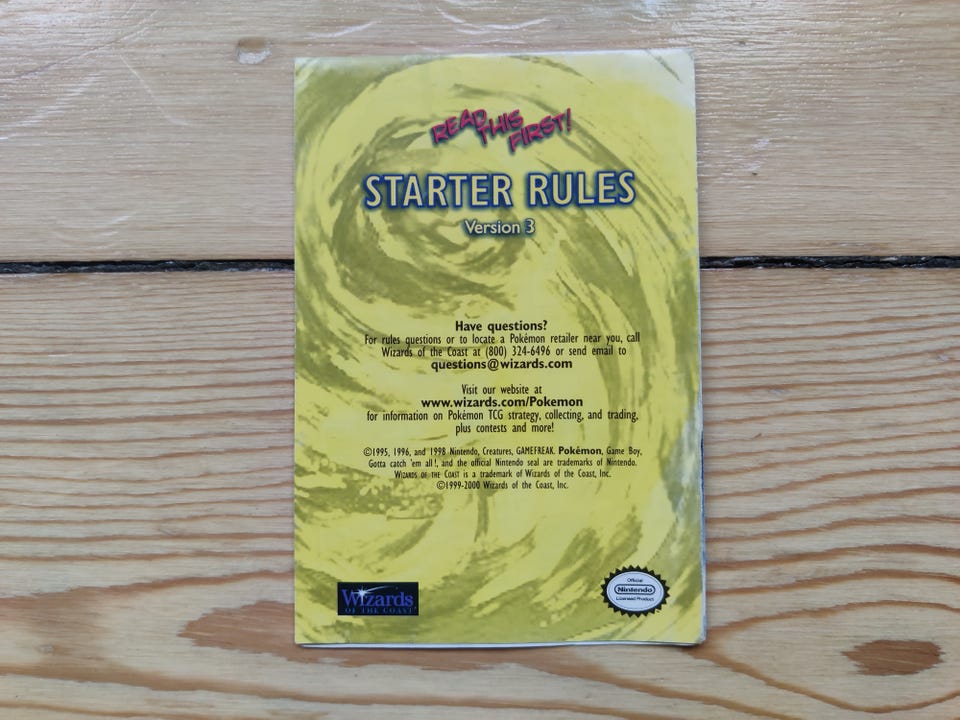 READ THIS FIRST!
STARTER RULES
Version 3
Have questions?
For rules questions or to locate a Pokémon retailer near you, call
Wizards of the Coast at (800) 324-6496 or send email to
questions@wizards.com
Visit our website at
www.wizards.com/Pokemon
for information on Pokémon TCG strategy, collecting, and trading,
plus contests and more!
©1995, 1996, and 1998 Nintendo, Creatures, GAMEFREAK. Pokémon, Game Boy,
Gotta catch 'em all!, and the official Nintendo seal are trademarks of Nintendo.
WIZARDS OF THE COAST is a trademark of Wizards of the Coast, Inc.
©1999-2000 Wizards of the Coast, Inc.
Wizards
OF THE COAST
Official
Nintendo
Licensed Product